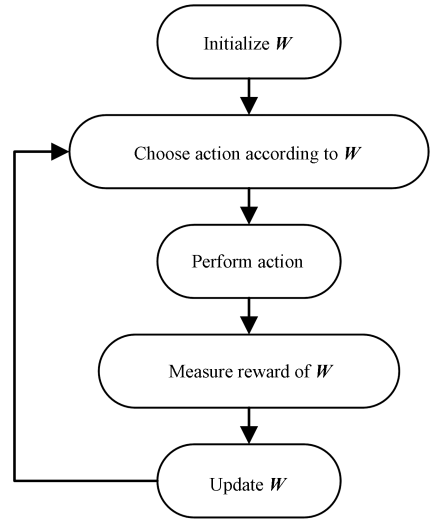 Initialize W
Choose action according to W
Perform action
Measure reward of W
Update W